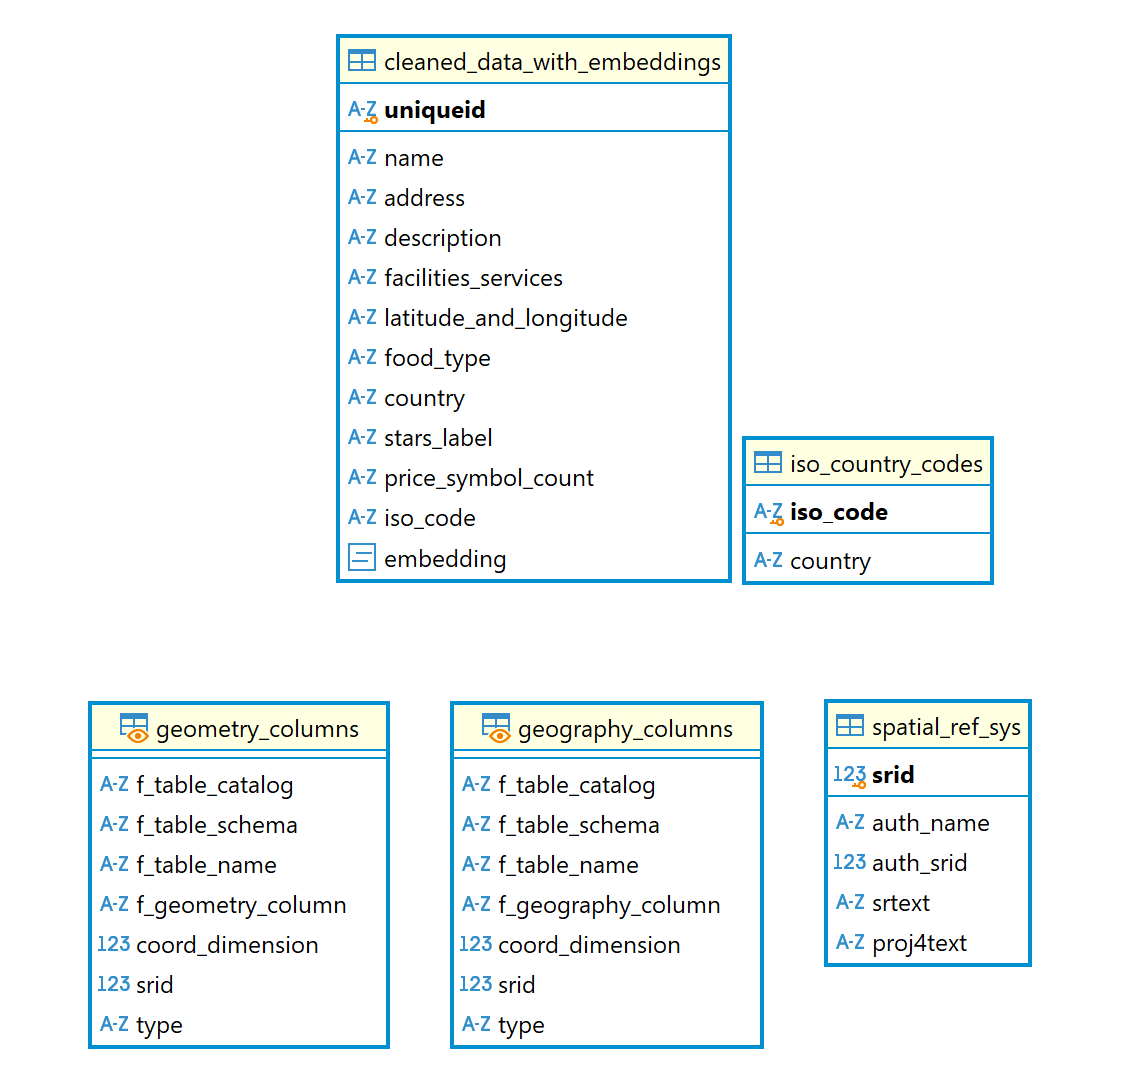 cleaned_data_with_embeddings
A-Z uniqueid
A-Z name
A-Z address
A-Z description
A-Z facilities_services
A-Z latitude_and_longitude
A-Z food_type
A-Z country
A-Z stars_label
A-Z price_symbol_count
A-Z iso_code
embedding
iso_country_codes
A-Z iso_code
A-Z country
geometry_columns
A-Z f_table_catalog
A-Z f_table_schema
A-Z f_table_name
A-Z f_geometry_column
123 coord_dimension
123 srid
A-Z type
geography_columns
A-Z f_table_catalog
A-Z f_table_schema
A-Z f_table_name
A-Z f_geography_column
123 coord_dimension
123 srid
A-Z type
spatial_ref_sys
123 srid
A-Z auth_name
123 auth_srid
A-Z srtext
A-Z proj4text